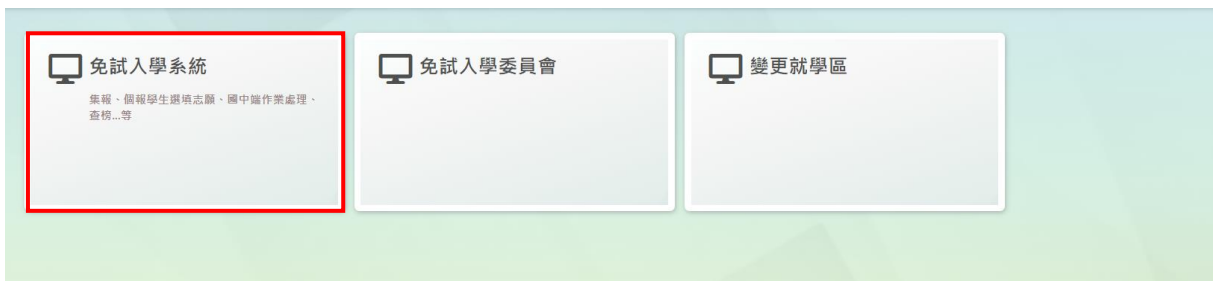 免試入學系統
集報、個報學生選填志願、國中端作業處理、
查榜...等
免試入學委員會
變更就學區